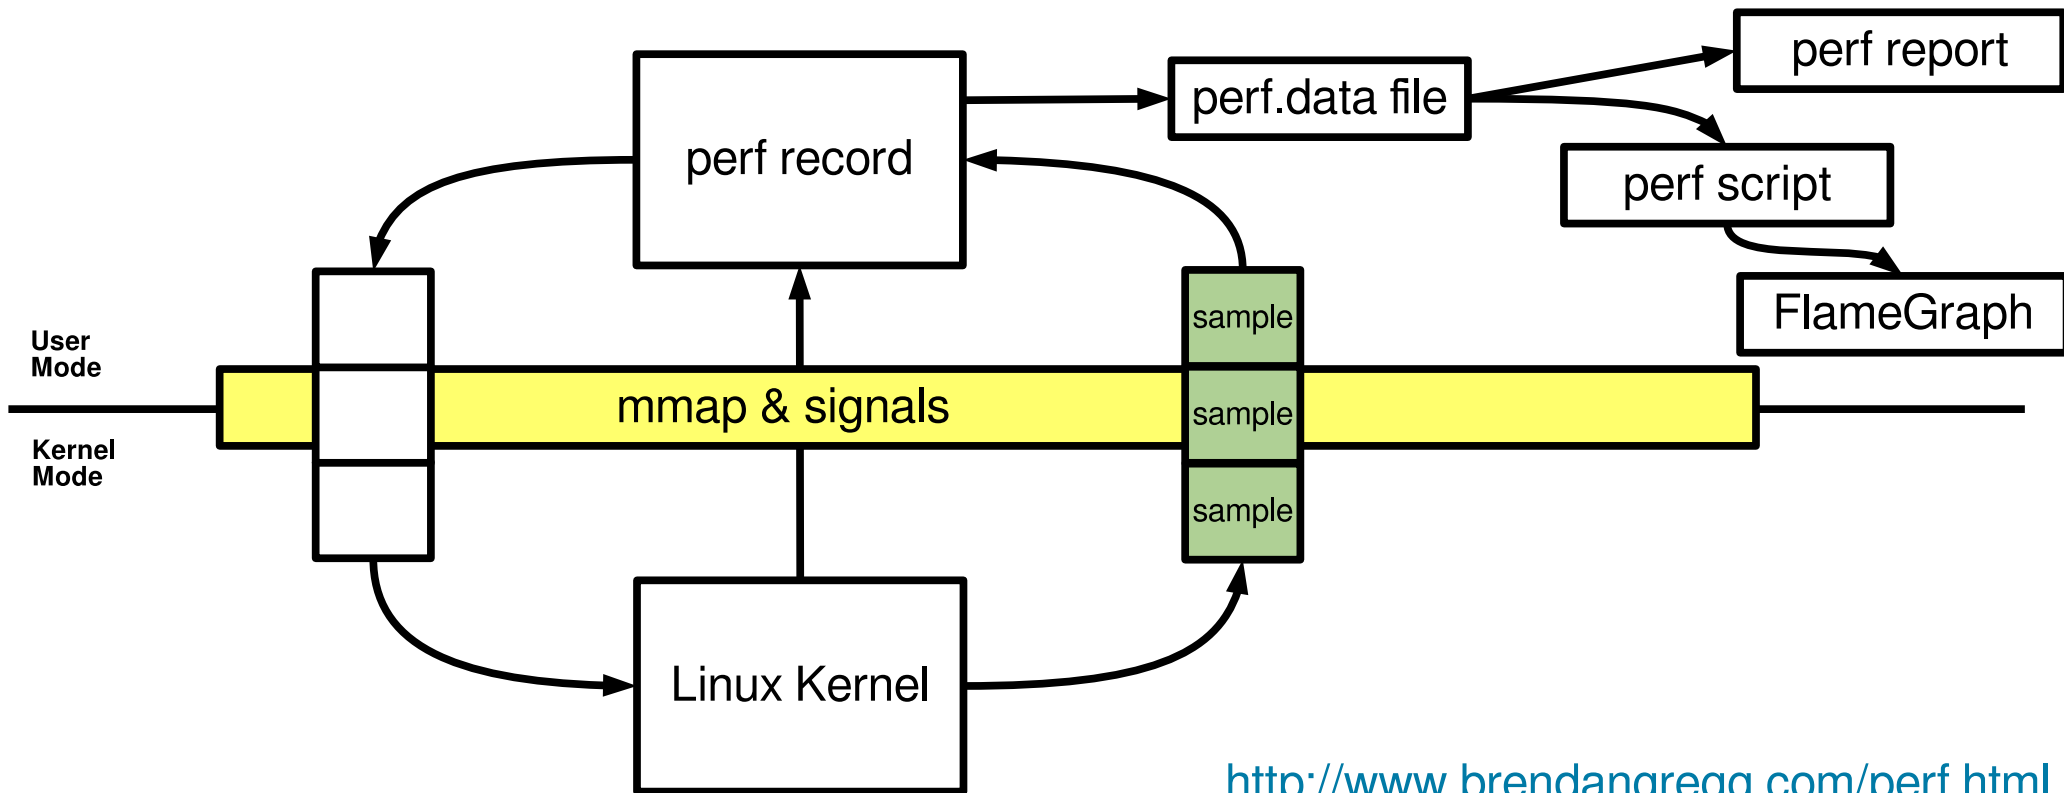 perf report
perf.data file
perf record
perf script
FlameGraph
sample
User
Mode
mmap & signals
sample
Kernel
Mode
sample
Linux Kernel
http://www.brendangregg.com/perf.html